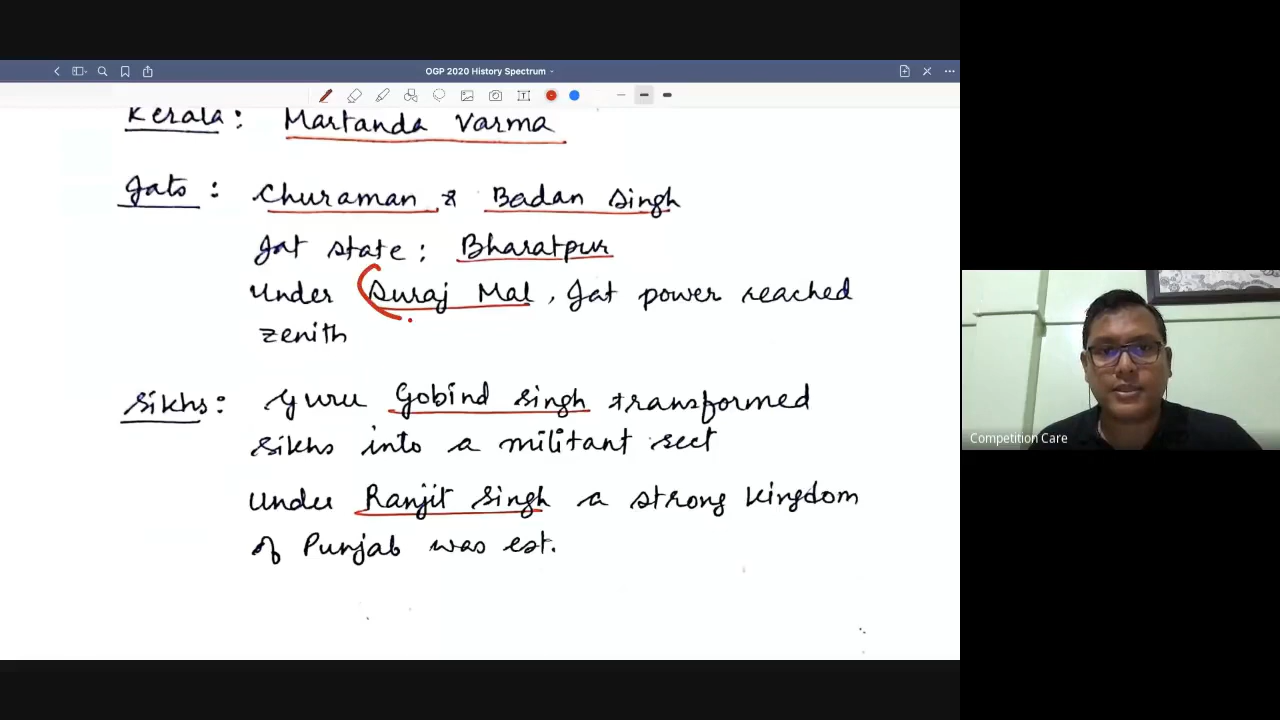 OGP 2020 History Spectrum
Kerala: Martanda Varma
Jats: Churaman & Badan Singh
Jat state: Bharatpur
Under Suraj Mal, Jat power reached
zenith
Sikhs: Guru Gobind Singh transformed
Sikhs into a militant sect
Under Ranjit Singh a strong kingdom
of Punjab was est.
Competition Care